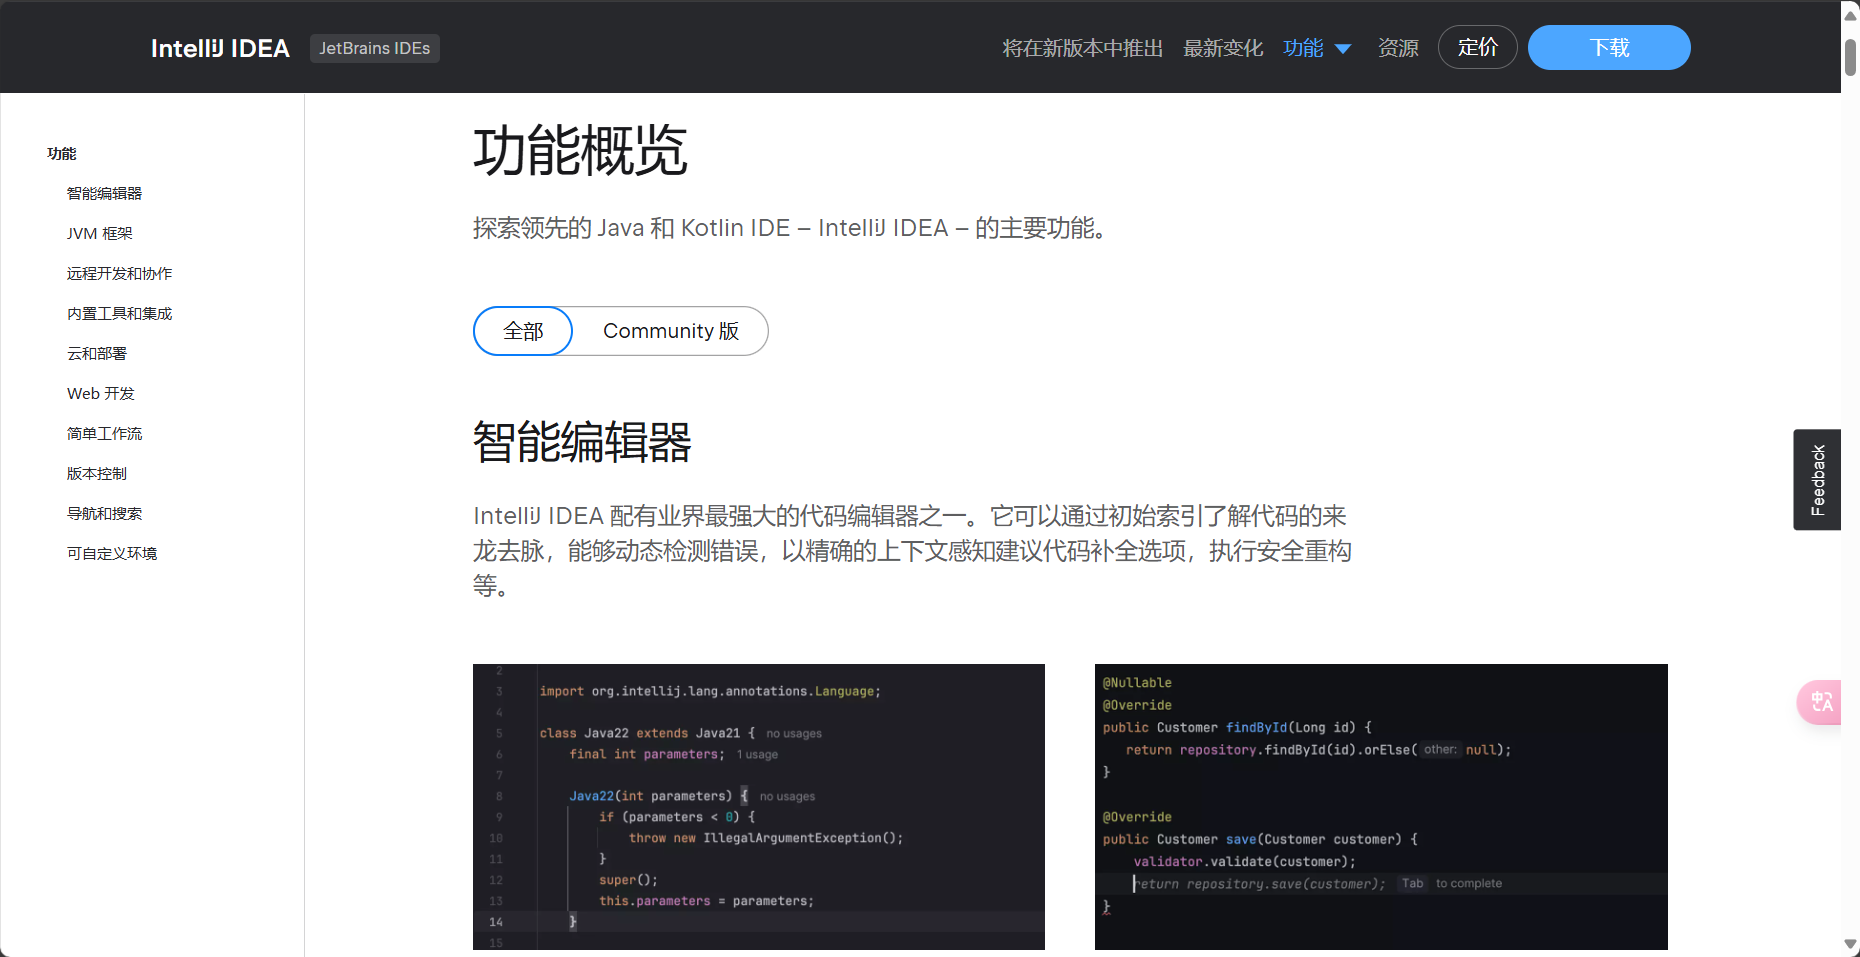 IntelliJ IDEA JetBrains IDEs 将在新版本中推出 最新变化 功能 资源 定价 下载
功能
智能编辑器
JVM 框架
远程开发和协作
内置工具和集成
云和部署
Web 开发
简单工作流
版本控制
导航和搜索
可自定义环境
功能概览
探索领先的 Java 和 Kotlin IDE – IntelliJ IDEA – 的主要功能。
全部 Community 版
智能编辑器
IntelliJ IDEA 配有业界最强大的代码编辑器之一。它可以通过初始索引了解代码的来
龙去脉，能够动态检测错误，以精确的上下文感知建议代码补全选项，执行安全重构
等。
2
3 import org.intellij.lang.annotations.Language;
4
5 class Java22 extends Java21 { no usages
6 final int parameters; 1 usage
7
8 Java22(int parameters) { no usages
9 if (parameters < 0) {
10 throw new IllegalArgumentException();
11 }
12 super();
13 this.parameters = parameters;
14 }
15
@Nullable
@Override
public Customer findById(Long id) {
return repository.findById(id).orElse( other: null);
}
@Override
public Customer save(Customer customer) {
validator.validate(customer);
return repository.save(customer); Tab to complete
}
Feedback
中A